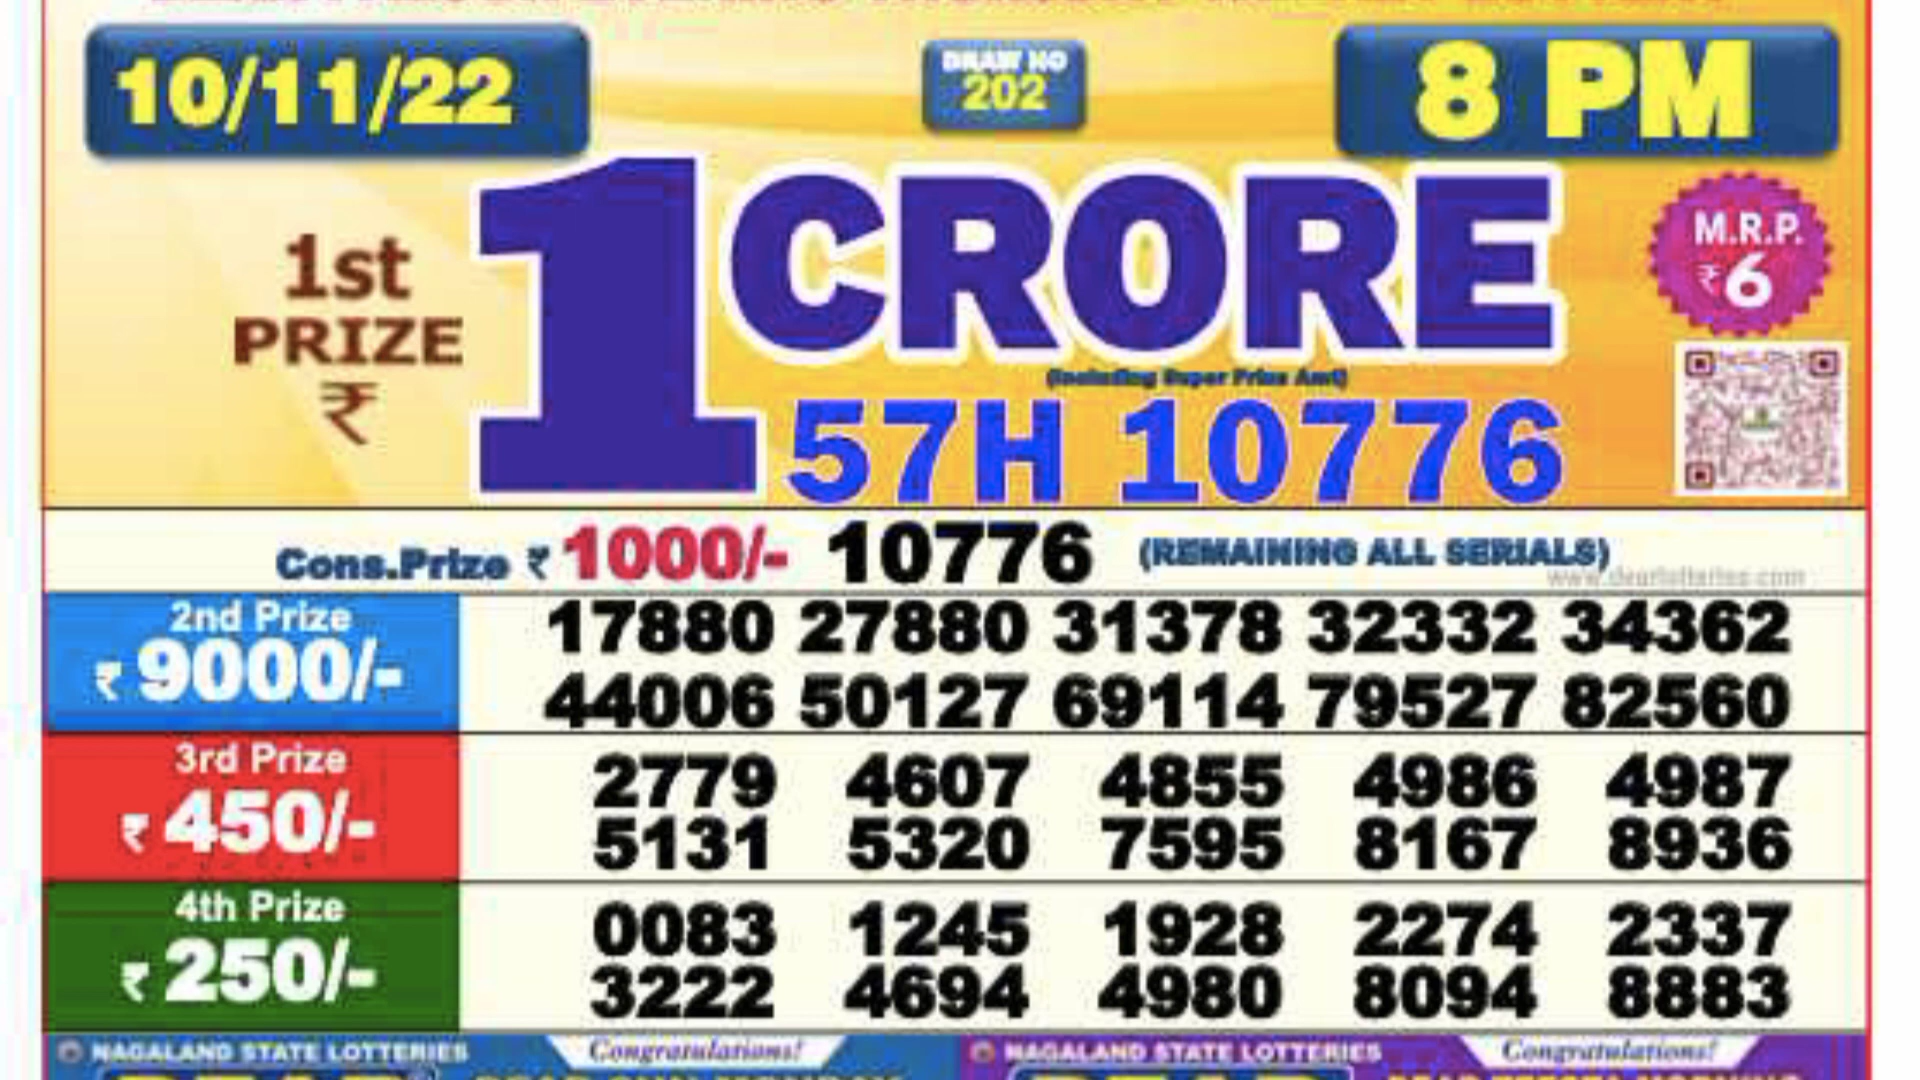 10/11/22
DRAW NO
202
8 PM
1st
PRIZE
₹
1 CRORE
M.R.P.
₹6
(Including Super Prize Amt)
57H 10776
Cons.Prize ₹ 1000/- 10776 (REMAINING ALL SERIALS)
www.dearlotteries.com
2nd Prize
₹ 9000/-
17880 27880 31378 32332 34362
44006 50127 69114 79527 82560
3rd Prize
₹ 450/-
2779 4607 4855 4986 4987
5131 5320 7595 8167 8936
4th Prize
₹ 250/-
0083 1245 1928 2274 2337
3222 4694 4980 8094 8883
NAGALAND STATE LOTTERIES Congratulations!
NAGALAND STATE LOTTERIES Congratulations!